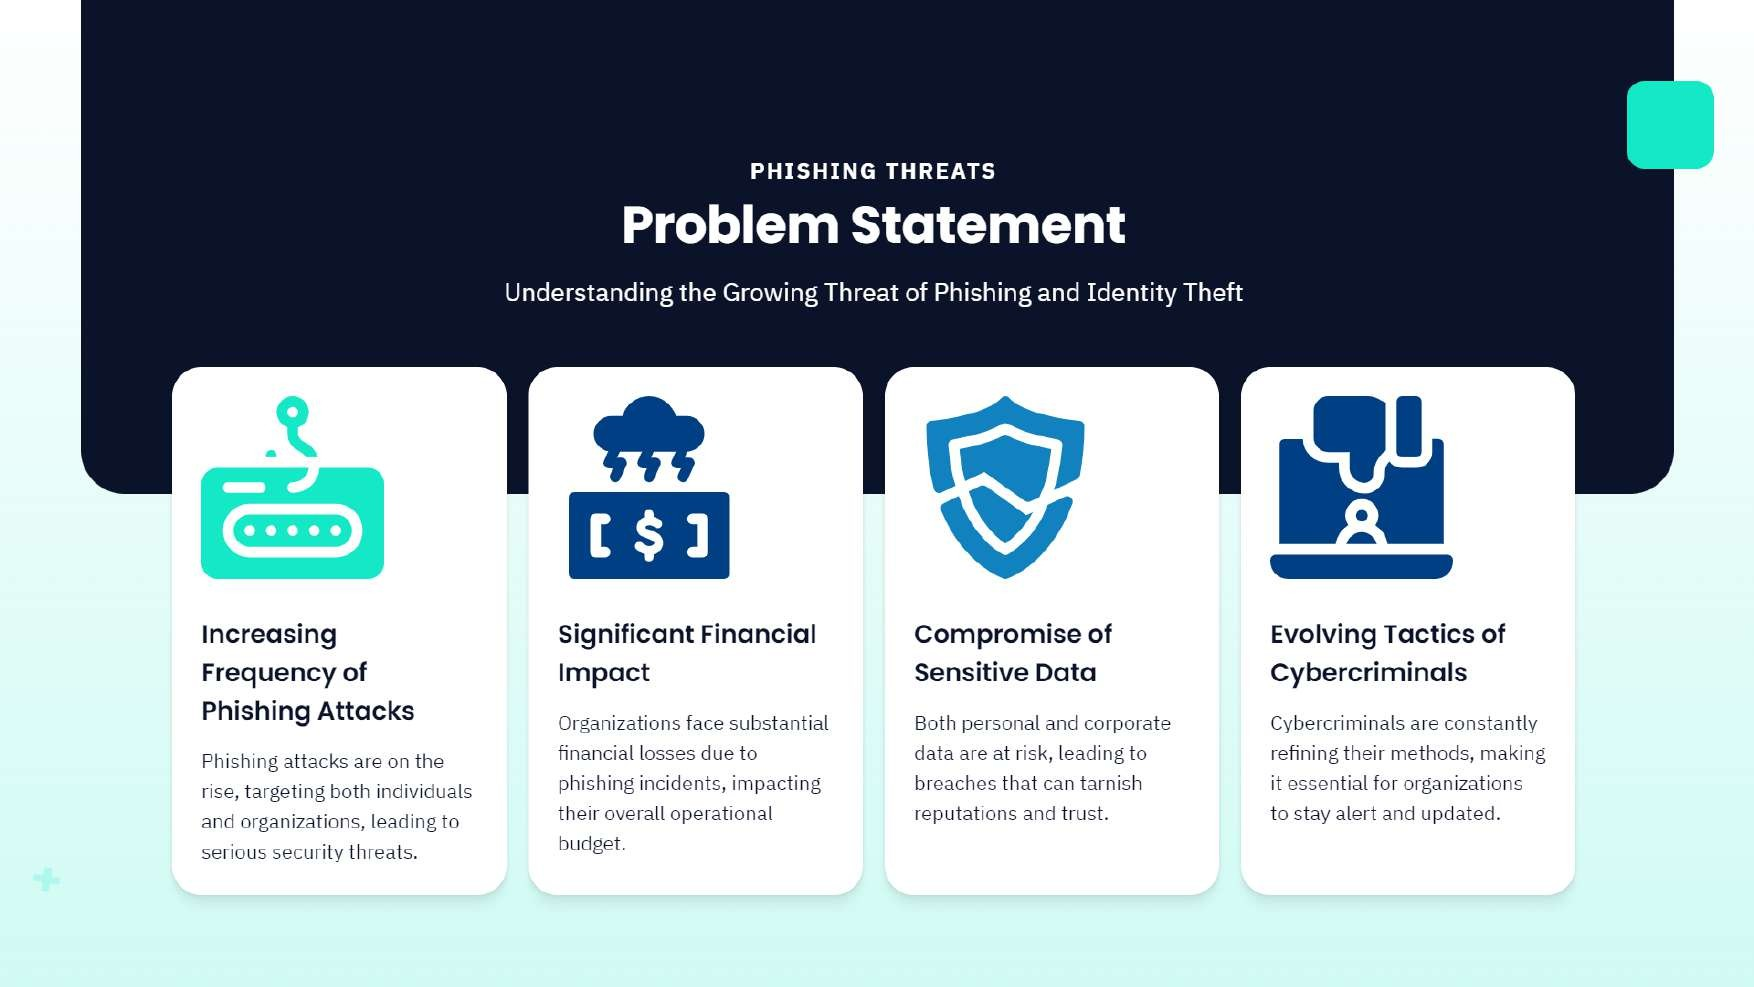 PHISHING THREATS
Problem Statement
Understanding the Growing Threat of Phishing and Identity Theft
[ $ ]
Increasing
Frequency of
Phishing Attacks
Phishing attacks are on the
rise, targeting both individuals
and organizations, leading to
serious security threats.
Significant Financial
Impact
Organizations face substantial
financial losses due to
phishing incidents, impacting
their overall operational
budget.
Compromise of
Sensitive Data
Both personal and corporate
data are at risk, leading to
breaches that can tarnish
reputations and trust.
Evolving Tactics of
Cybercriminals
Cybercriminals are constantly
refining their methods, making
it essential for organizations
to stay alert and updated.